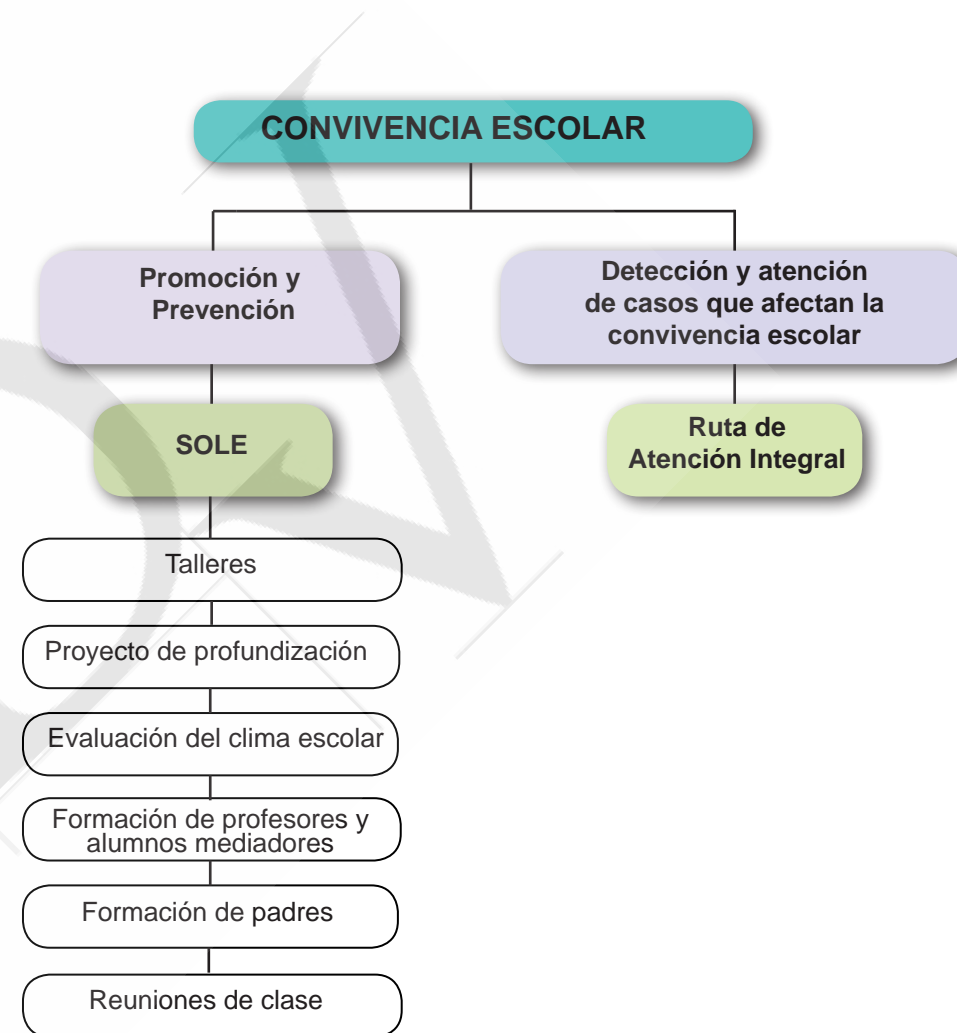 CONVIVENCIA ESCOLAR
Promoción y
Prevención
Detección y atención
de casos que afectan la
convivencia escolar
SOLE
Ruta de
Atención Integral
Talleres
Proyecto de profundización
Evaluación del clima escolar
Formación de profesores y
alumnos mediadores
Formación de padres
Reuniones de clase